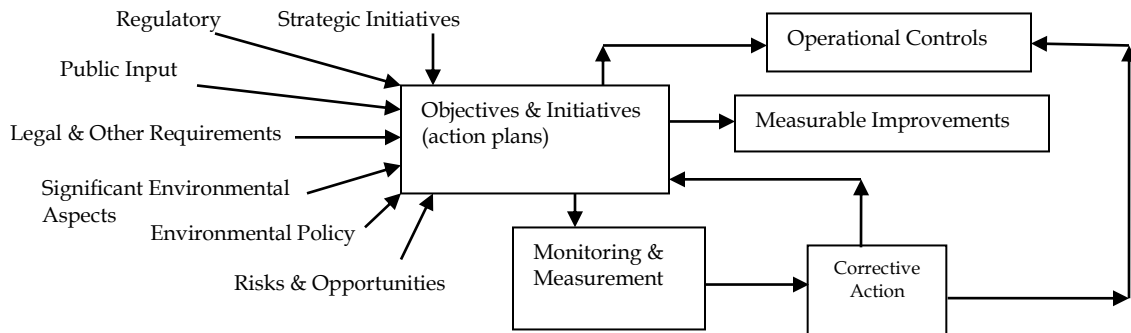 Regulatory
Strategic Initiatives
Public Input
Legal & Other Requirements
Significant Environmental
Aspects
Environmental Policy
Risks & Opportunities
Objectives & Initiatives
(action plans)
Operational Controls
Measurable Improvements
Monitoring &
Measurement
Corrective
Action